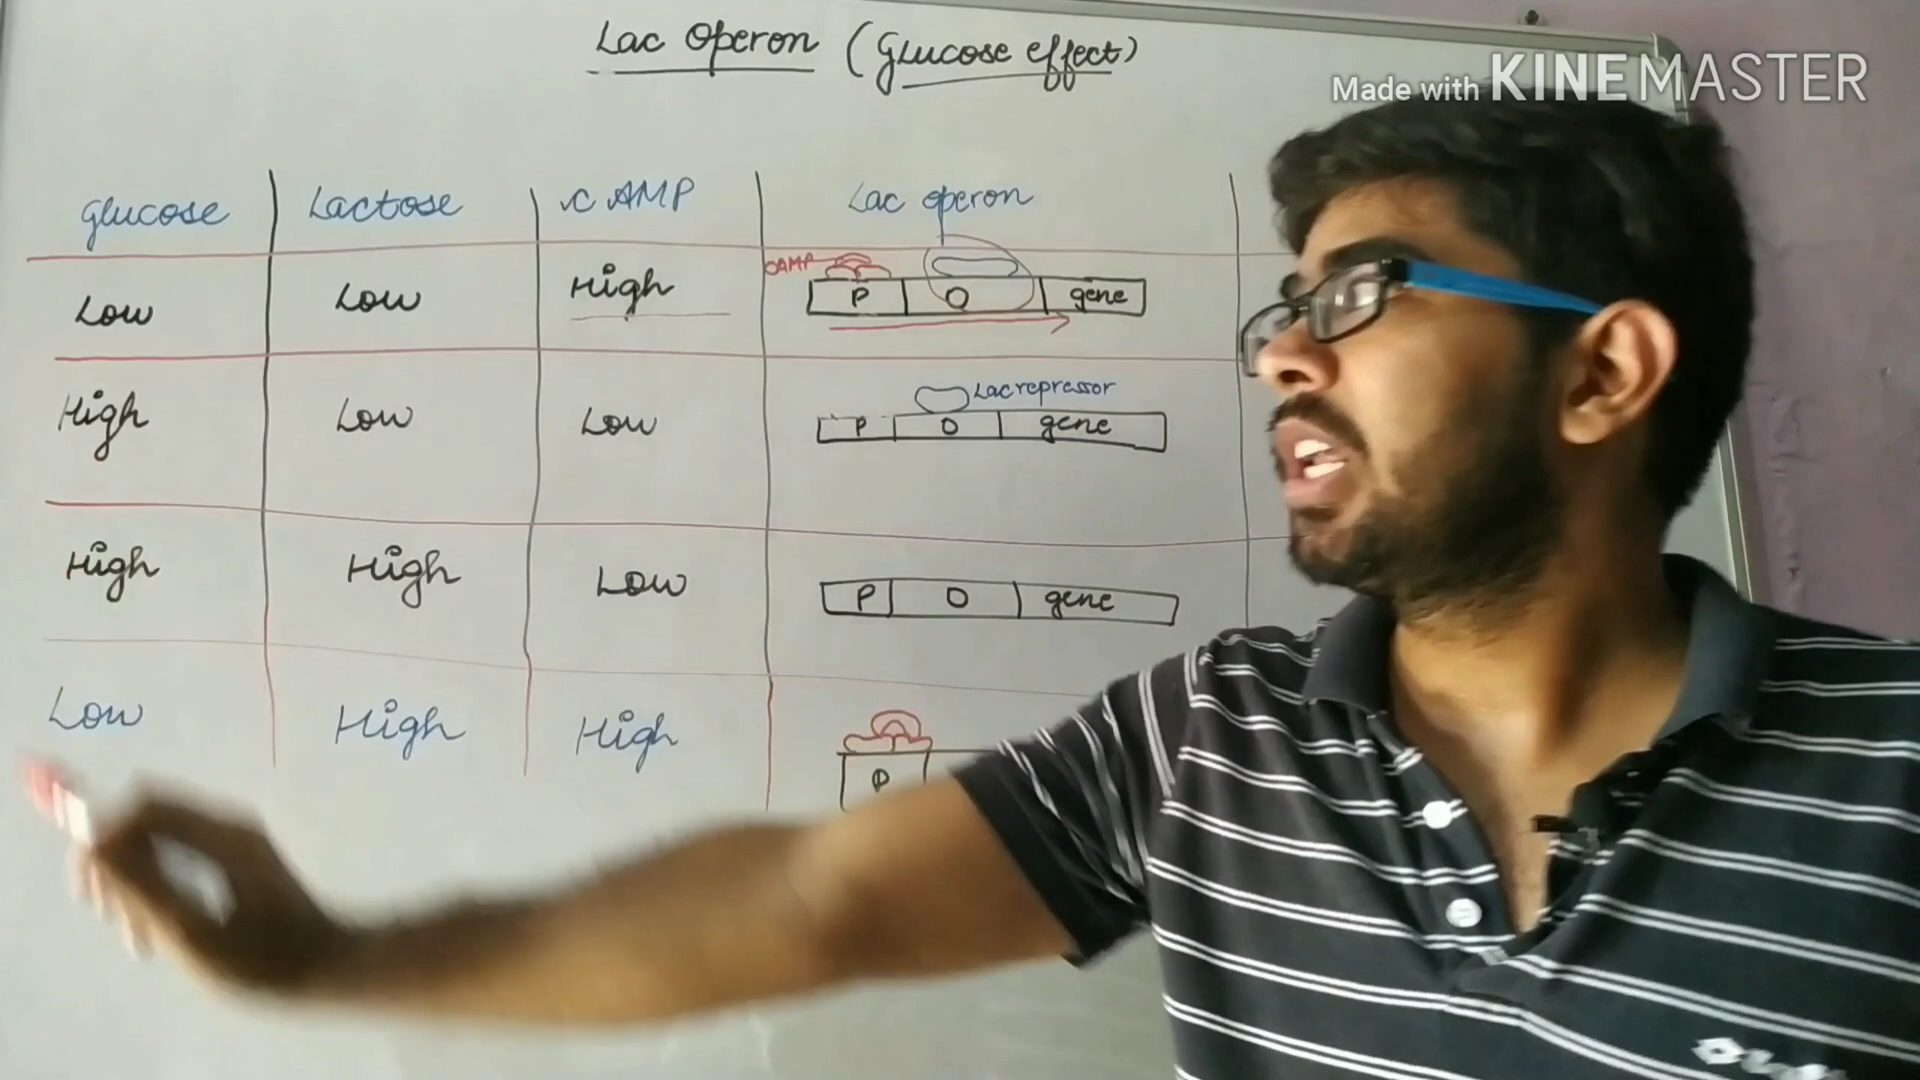 Lac Operon (Glucose effect)
Made with KINEMASTER
glucose Lactose cAMP Lac operon
Low Low High cAMP P O gene
High Low Low Lac repressor P O gene
High High Low P O gene
Low High High P